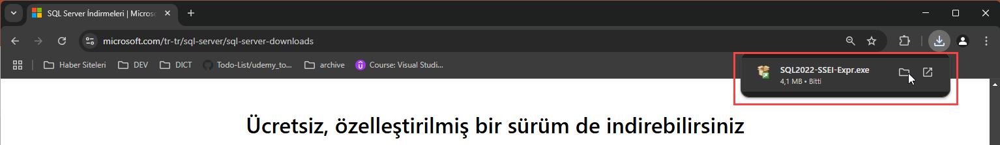 SQL Server İndirmeleri | Microso
microsoft.com/tr-tr/sql-server/sql-server-downloads
Haber Siteleri DEV DICT Todo-List/udemy_to... archive Course: Visual Studi...
SQL2022-SSEI-Expr.exe
4,1 MB • Bitti
Ücretsiz, özelleştirilmiş bir sürüm de indirebilirsiniz